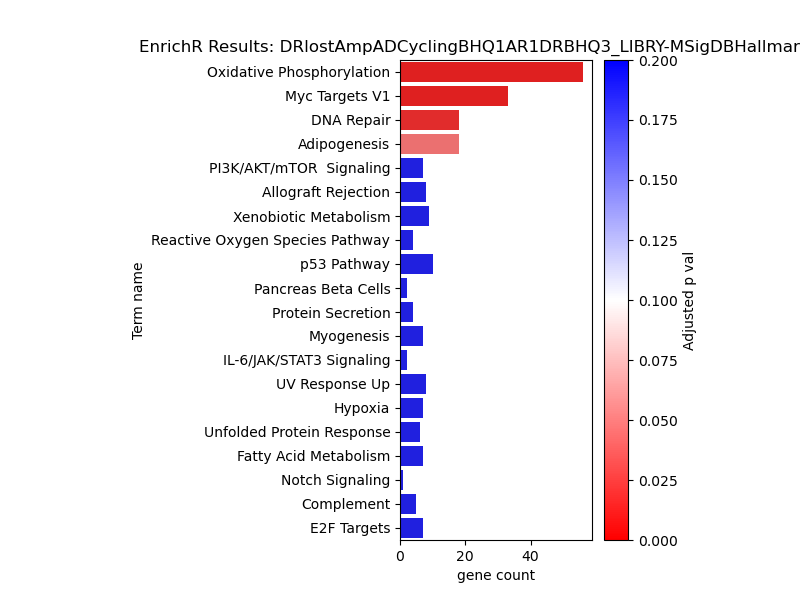 EnrichR Results: DRlostAmpADCyclingBHQ1AR1DRBHQ3_LIBRY-MSigDBHallmar
Oxidative Phosphorylation
Myc Targets V1
DNA Repair
Adipogenesis
PI3K/AKT/mTOR  Signaling
Allograft Rejection
Xenobiotic Metabolism
Reactive Oxygen Species Pathway
p53 Pathway
Pancreas Beta Cells
Protein Secretion
Myogenesis
IL-6/JAK/STAT3 Signaling
UV Response Up
Hypoxia
Unfolded Protein Response
Fatty Acid Metabolism
Notch Signaling
Complement
E2F Targets
Term name
0 20 40
gene count
0.200
0.175
0.150
0.125
0.100
0.075
0.050
0.025
0.000
Adjusted p val